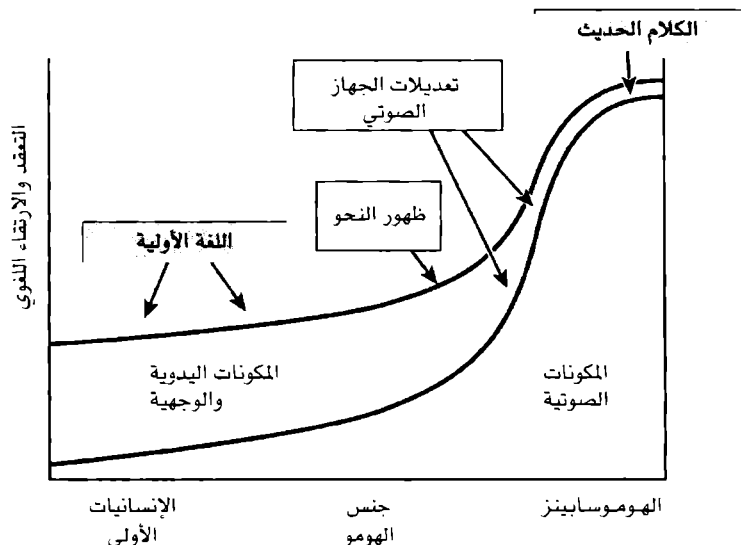 الكلام الحديث
تعديلات الجهاز
الصوتي
ظهور النحو
اللغة الأولية
التعقد والارتقاء اللغوي
المكونات اليدوية
والوجهية
المكونات
الصوتية
الإنسانيات
الأولى
جنس
الهومو
الهوموسابينز